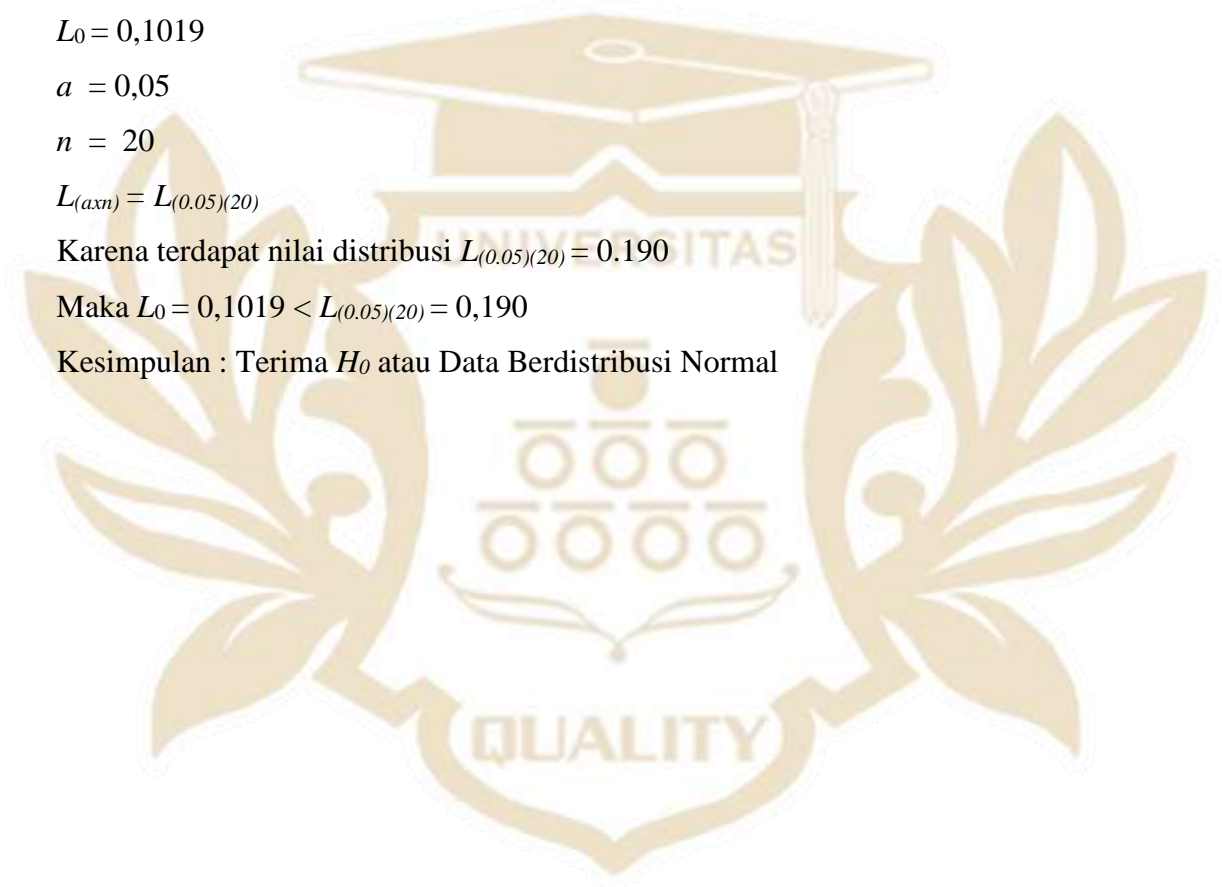 L0 = 0,1019
a = 0,05
n = 20
L(axn) = L(0.05)(20)
Karena terdapat nilai distribusi L(0.05)(20) = 0.190
UNIVERSITAS
Maka L0 = 0,1019 < L(0.05)(20) = 0,190
Kesimpulan : Terima H0 atau Data Berdistribusi Normal
QUALITY